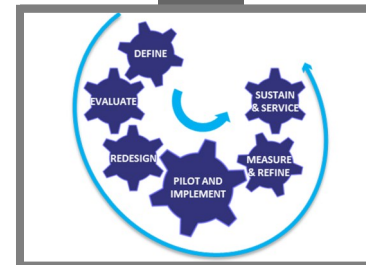 DEFINE
EVALUATE
REDESIGN
PILOT AND
IMPLEMENT
MEASURE
& REFINE
SUSTAIN
& SERVICE